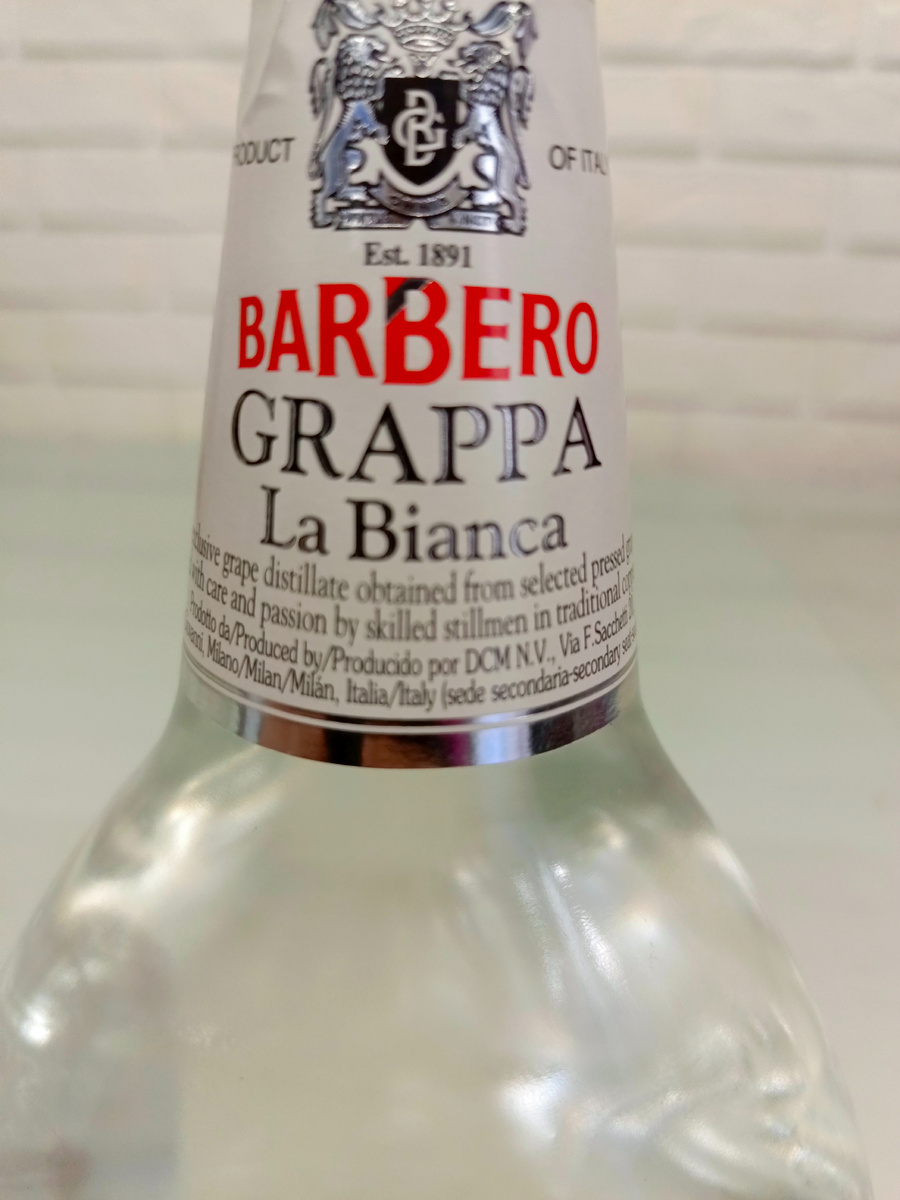 PRODUCT OF ITALY
Est. 1891
BARBERO
GRAPPA
La Bianca
grape distillate obtained from selected pressed
with care and passion by skilled stillmen in traditional
Prodotto da/Produced by/Producido por DCM N.V., Via F.Sacchetti
Milano/Milan/Milán, Italia/Italy (sede secondaria-secondary